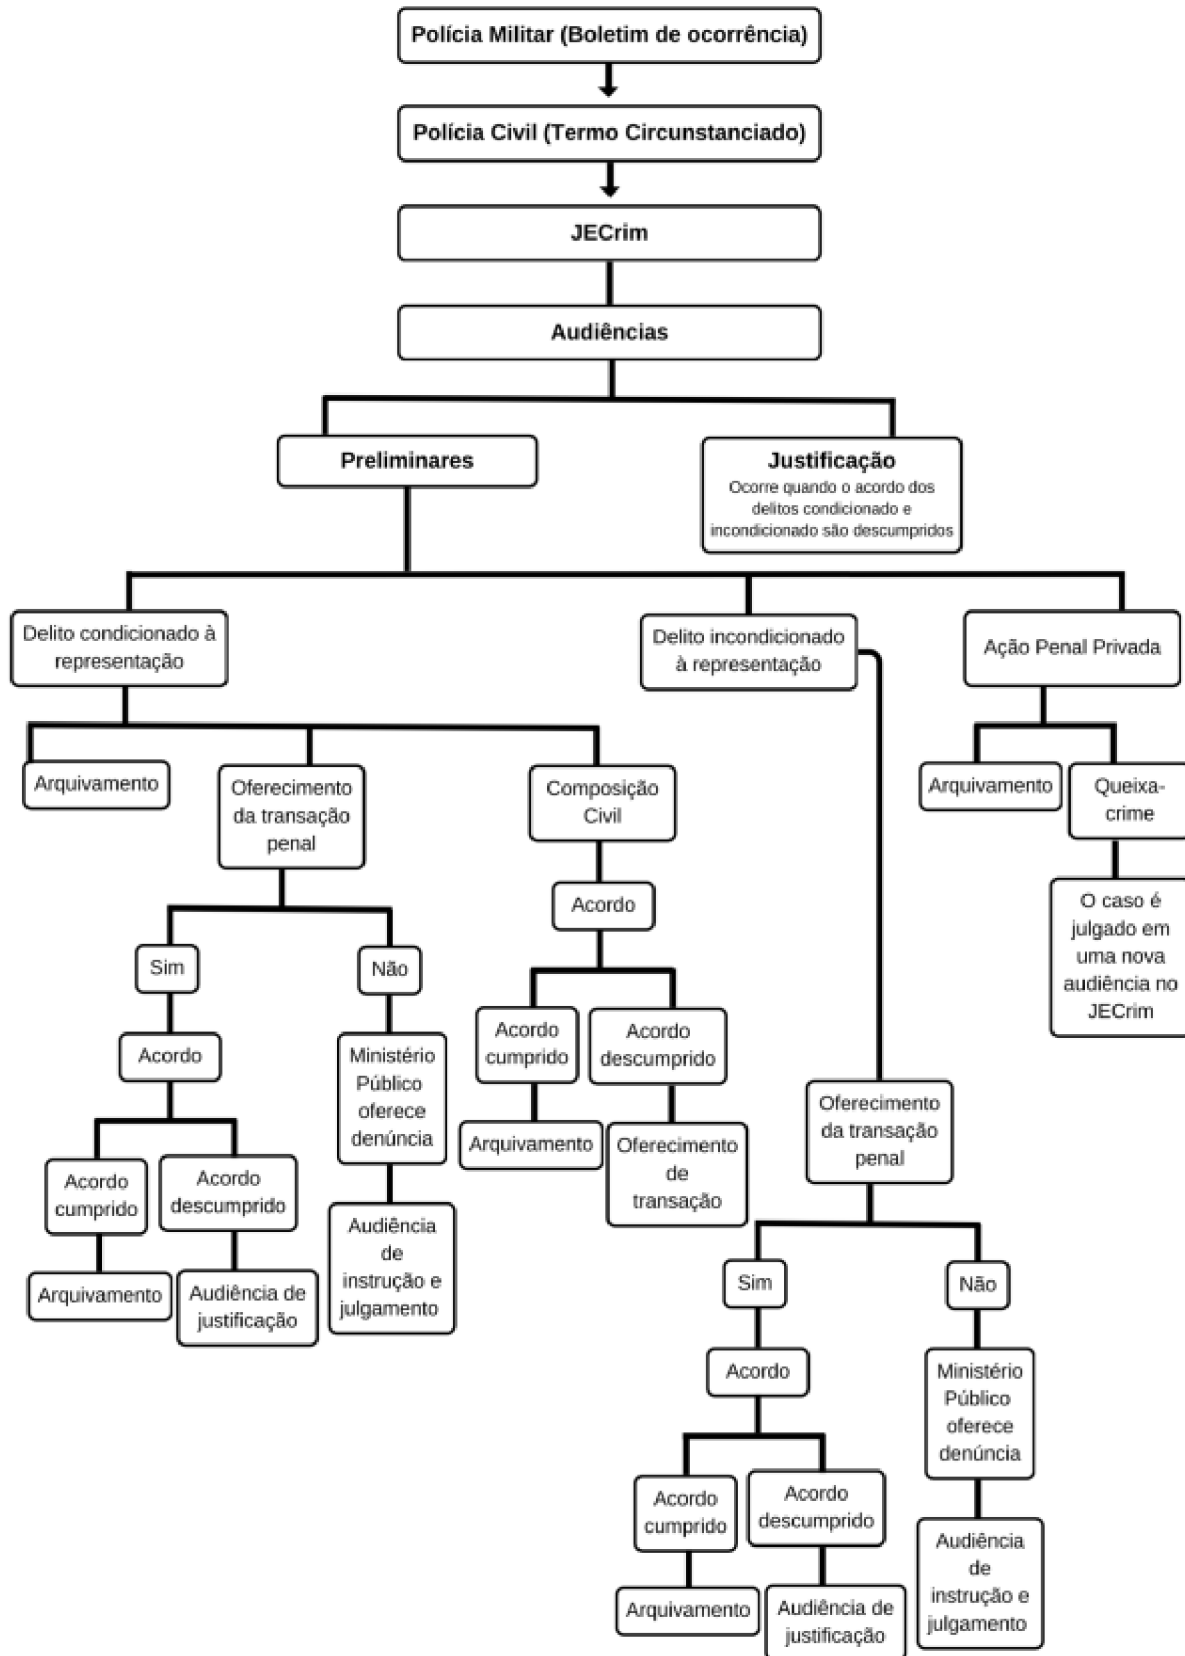 Polícia Militar (Boletim de ocorrência)
Polícia Civil (Termo Circunstanciado)
JECrim
Audiências
Preliminares
Justificação
Ocorre quando o acordo dos
delitos condicionado e
incondicionado são descumpridos
Delito condicionado à
representação
Delito incondicionado
à representação
Ação Penal Privada
Arquivamento
Oferecimento
da transação
penal
Composição
Civil
Arquivamento
Queixa-
crime
Acordo
O caso é
julgado em
uma nova
audiência no
JECrim
Sim
Não
Acordo
Ministério
Público
oferece
denúncia
Acordo
cumprido
Acordo
descumprido
Arquivamento
Oferecimento
de
transação
Oferecimento
da transação
penal
Acordo
cumprido
Acordo
descumprido
Audiência
de
instrução e
julgamento
Arquivamento
Audiência de
justificação
Sim
Não
Acordo
Ministério
Público
oferece
denúncia
Acordo
cumprido
Acordo
descumprido
Audiência
de
instrução e
julgamento
Arquivamento
Audiência de
justificação